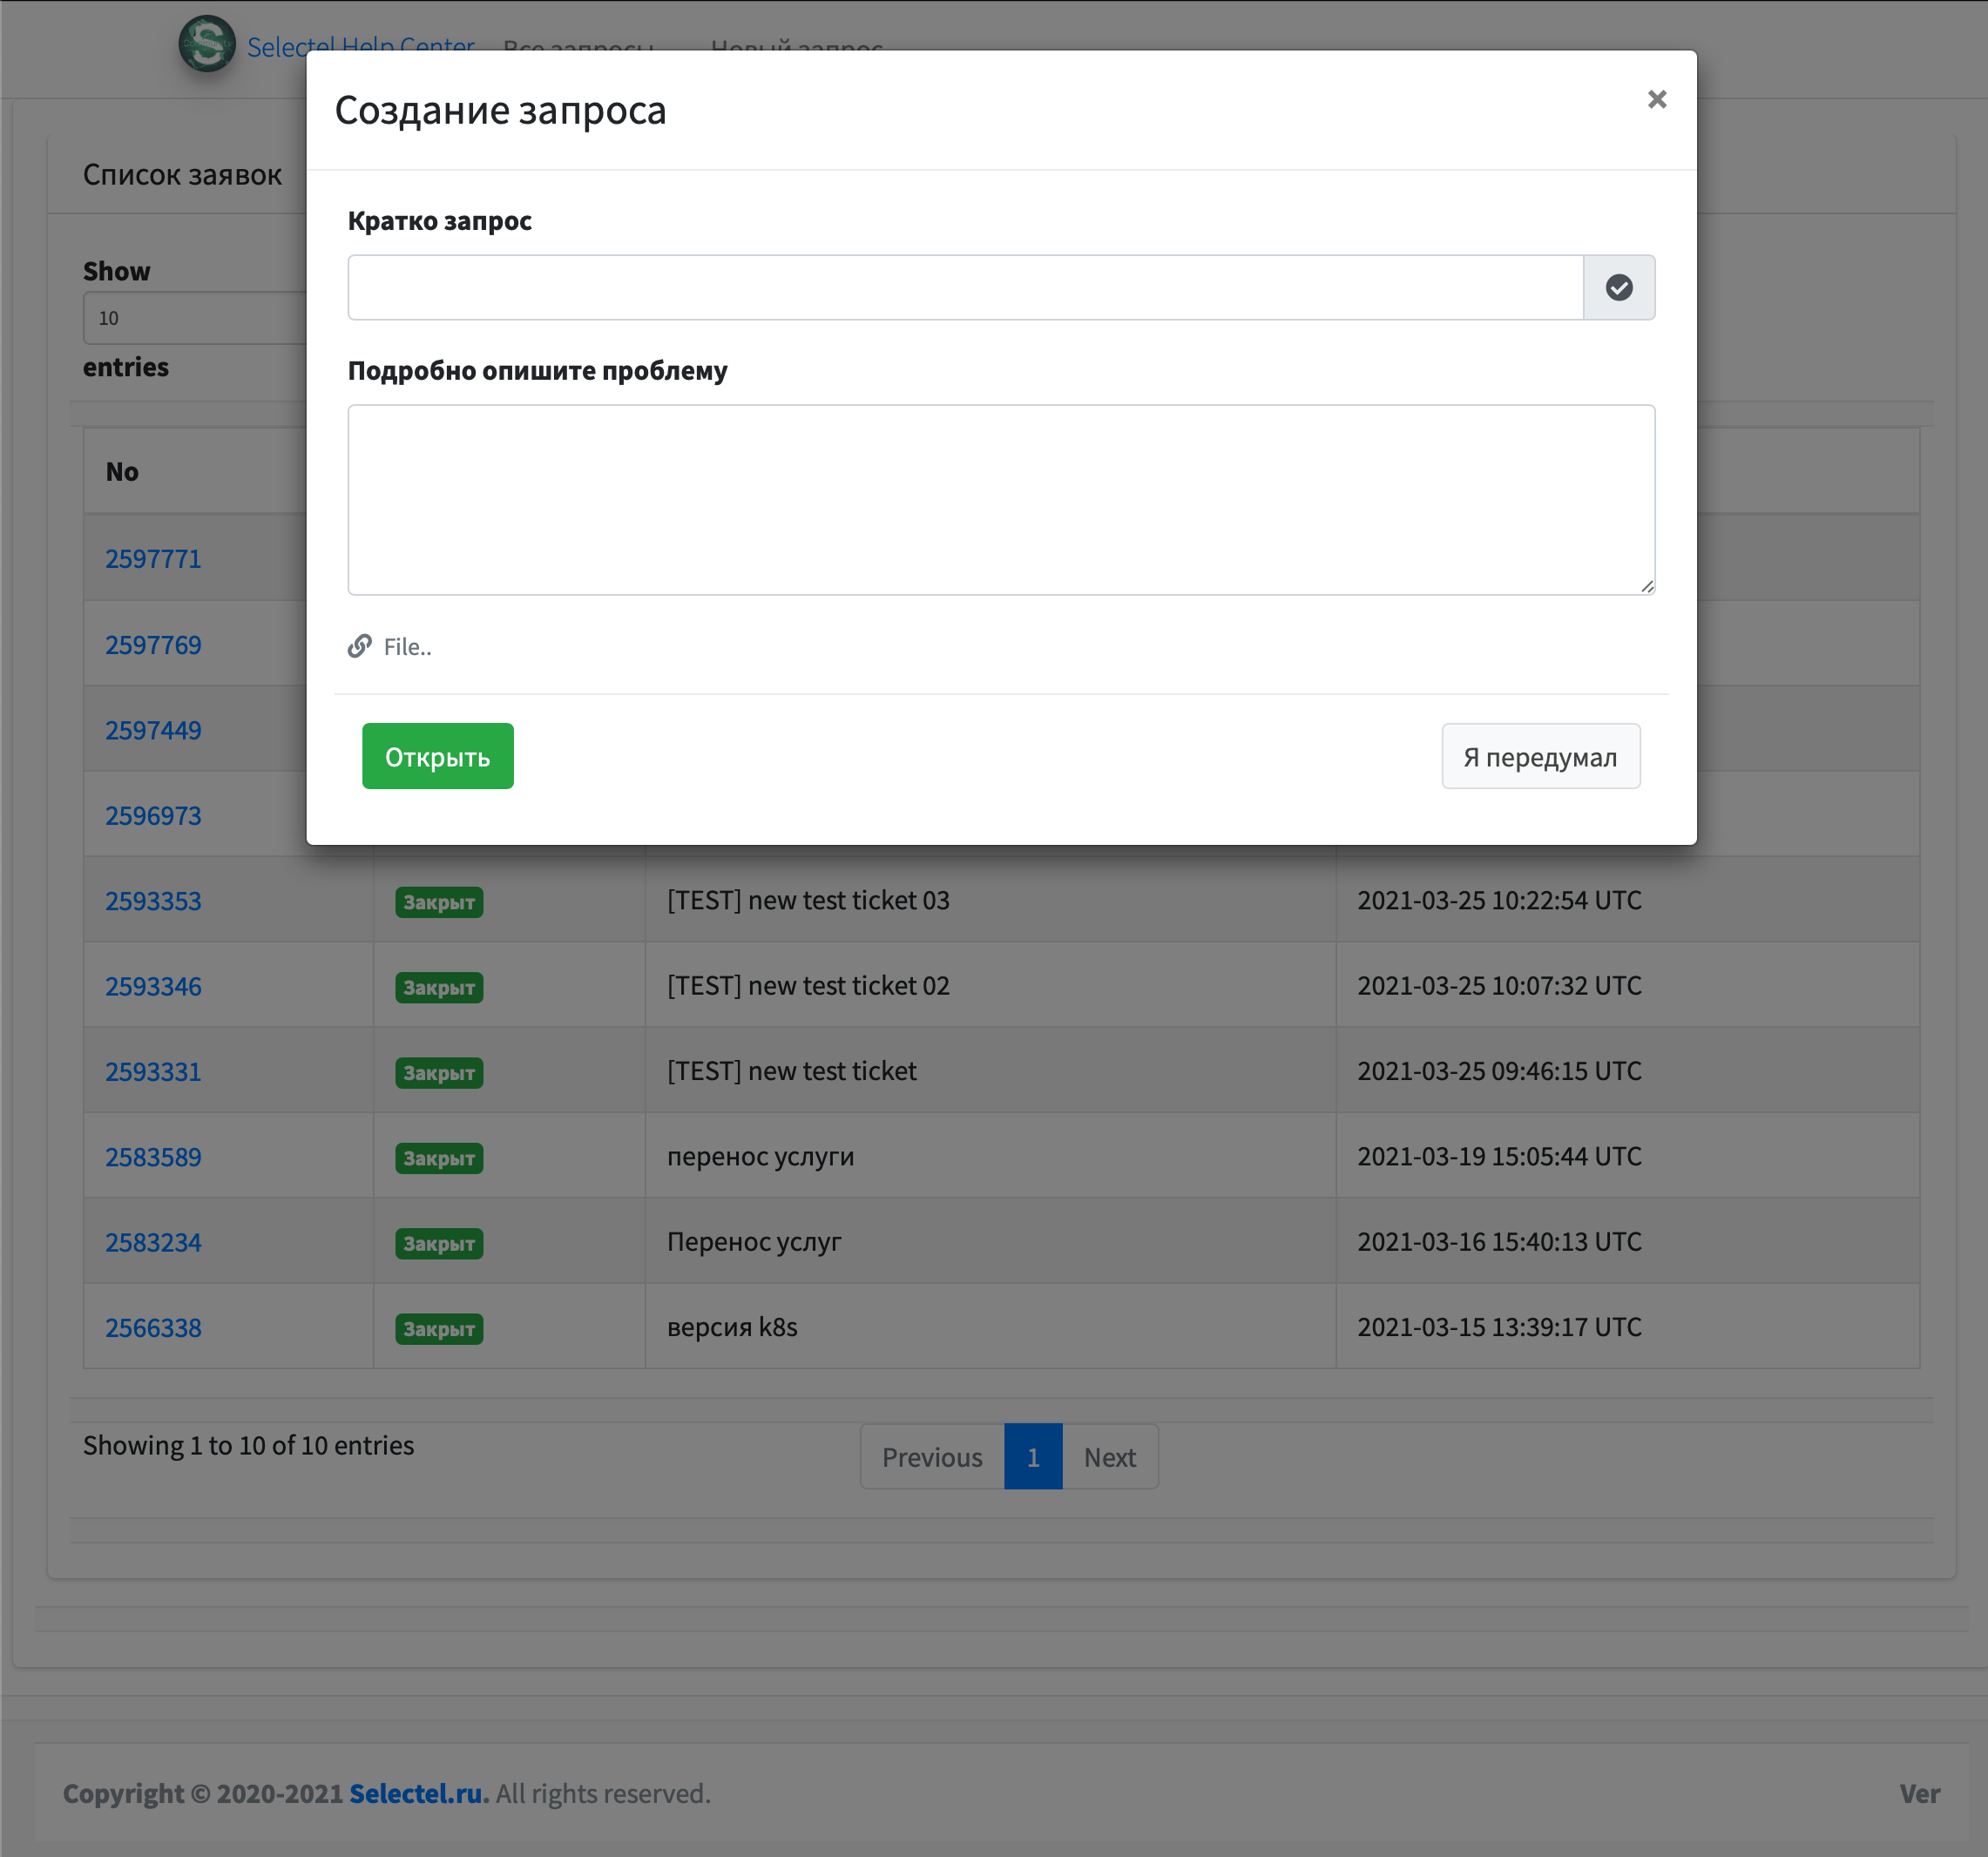 Selectel Help Center Все запросы Новый запрос
Создание запроса
×
Список заявок
Кратко запрос
Show
10
entries
Подробно опишите проблему
No
2597771
2597769
File..
2597449
Открыть Я передумал
2596973
2593353 Закрыт [TEST] new test ticket 03 2021-03-25 10:22:54 UTC
2593346 Закрыт [TEST] new test ticket 02 2021-03-25 10:07:32 UTC
2593331 Закрыт [TEST] new test ticket 2021-03-25 09:46:15 UTC
2583589 Закрыт перенос услуги 2021-03-19 15:05:44 UTC
2583234 Закрыт Перенос услуг 2021-03-16 15:40:13 UTC
2566338 Закрыт версия k8s 2021-03-15 13:39:17 UTC
Showing 1 to 10 of 10 entries Previous 1 Next
Copyright © 2020-2021 Selectel.ru. All rights reserved. Ver